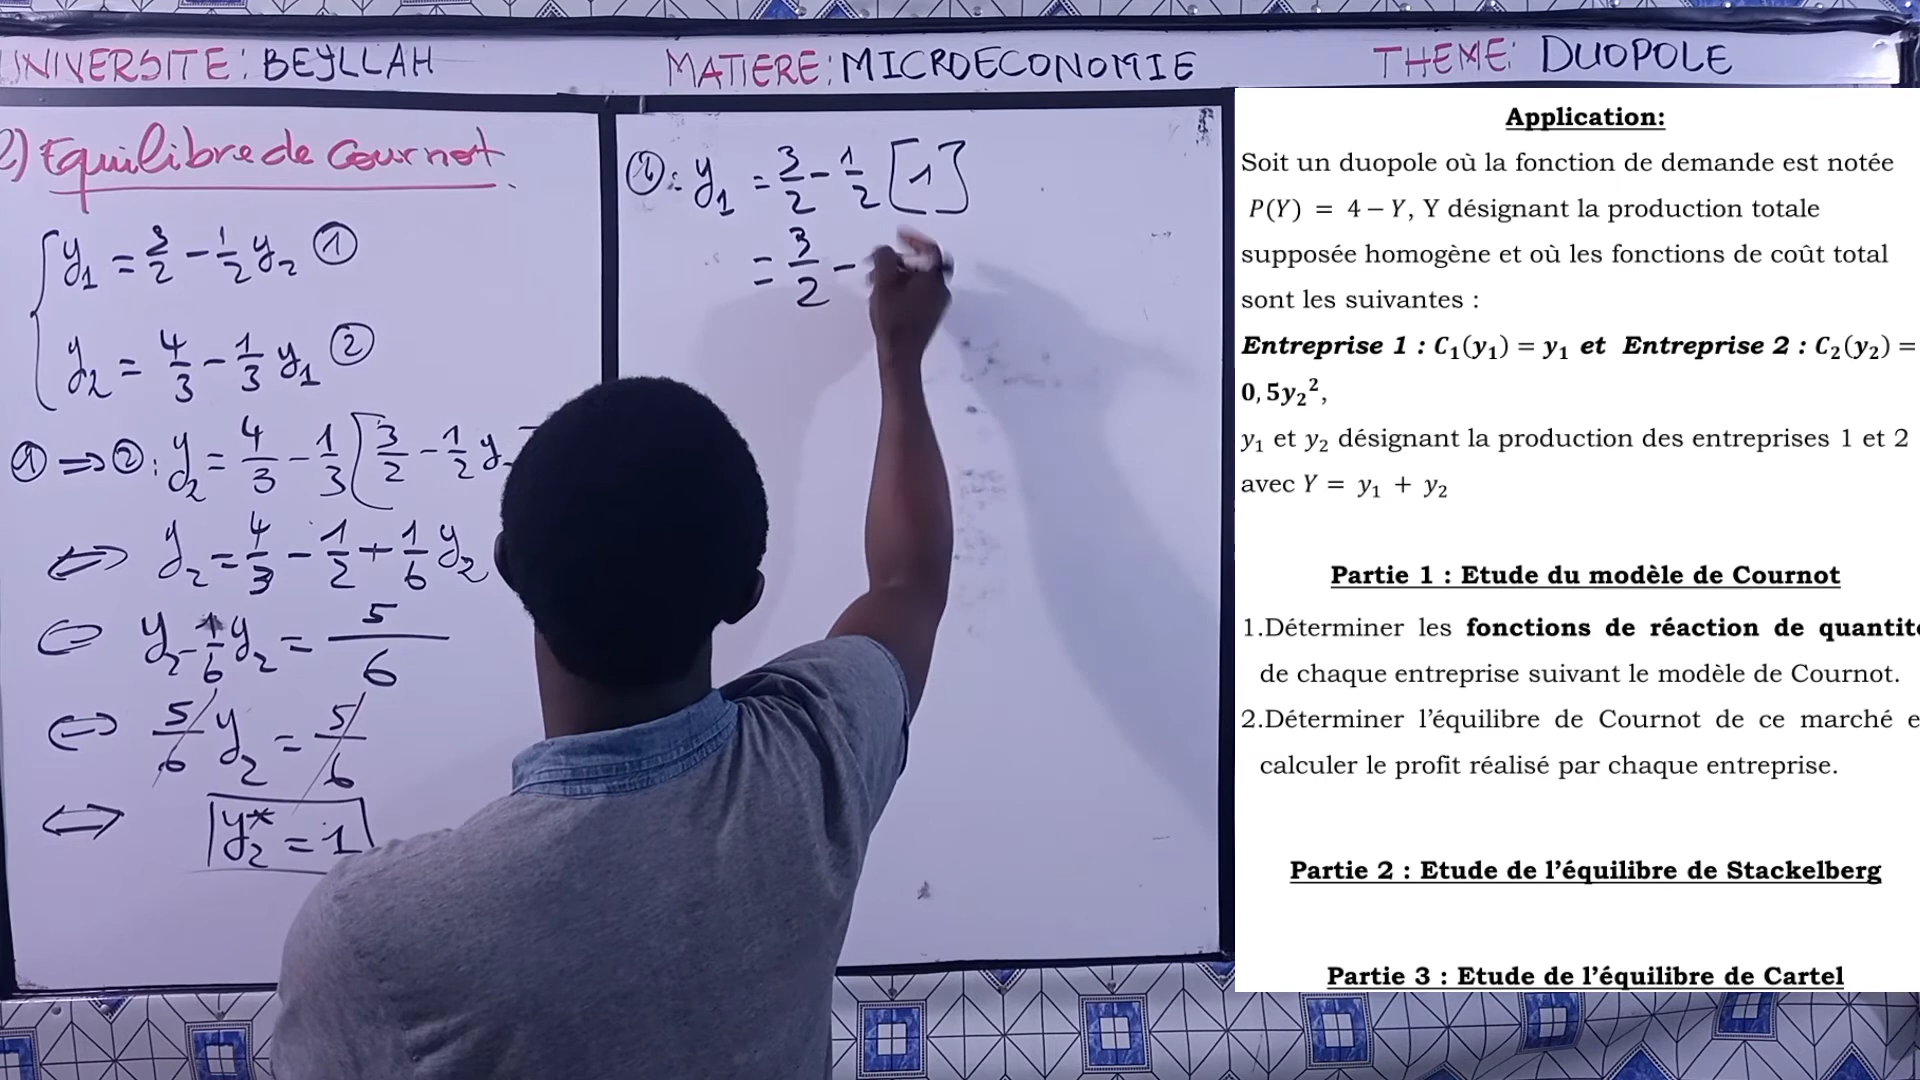 UNIVERSITE: BEYLLAH
MATIERE: MICROECONOMIE
THEME: DUOPOLE
2) Equilibre de Cournot
y₁ = 3/2 - 1/2 y₂ ①
y₂ = 4/3 - 1/3 y₁ ②
① ⇒ ②: y₂ = 4/3 - 1/3 [3/2 - 1/2 y
⇔ y₂ = 4/3 - 1/2 + 1/6 y₂
⇔ y₂ - 1/6 y₂ = 5/6
⇔ 5/6 y₂ = 5/6
⇔ y₂* = 1
: y₁ = 3/2 - 1/2 [1]
= 3/2 -
Application:
Soit un duopole où la fonction de demande est notée
P(Y) = 4 – Y, Y désignant la production totale
supposée homogène et où les fonctions de coût total
sont les suivantes :
Entreprise 1 : C₁(y₁) = y₁ et Entreprise 2 : C₂(y₂) =
0,5y₂²,
y₁ et y₂ désignant la production des entreprises 1 et 2
avec Y = y₁ + y₂
Partie 1 : Etude du modèle de Cournot
1.Déterminer les fonctions de réaction de quantité
de chaque entreprise suivant le modèle de Cournot.
2.Déterminer l’équilibre de Cournot de ce marché e
calculer le profit réalisé par chaque entreprise.
Partie 2 : Etude de l’équilibre de Stackelberg
Partie 3 : Etude de l’équilibre de Cartel